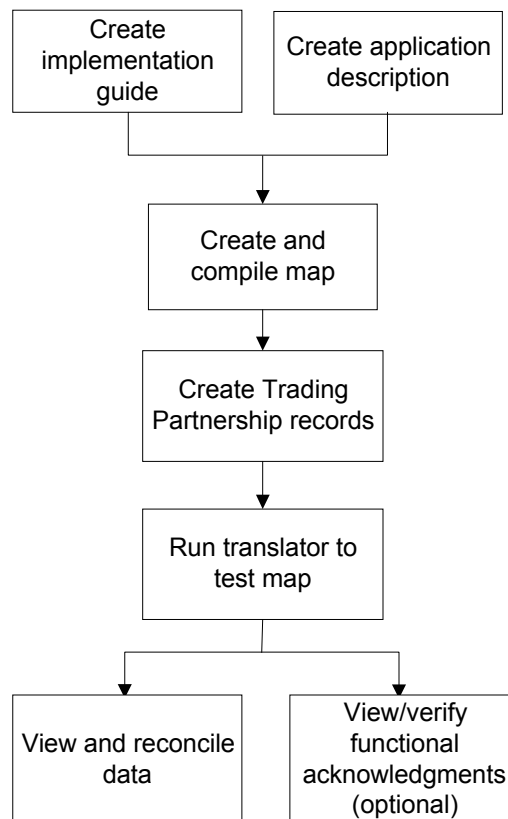 Create
implementation
guide
Create application
description
Create and
compile map
Create Trading
Partnership records
Run translator to
test map
View and reconcile
data
View/verify
functional
acknowledgments
(optional)